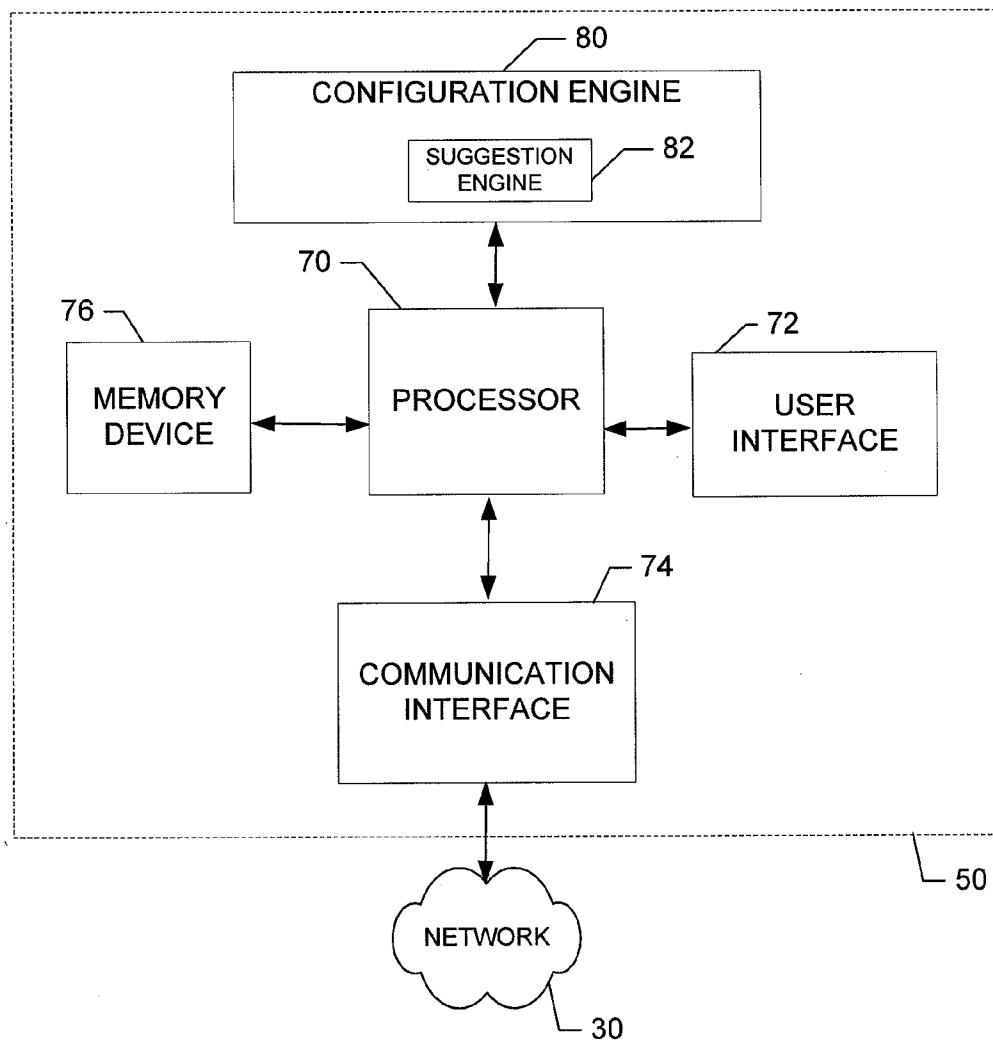 80
CONFIGURATION ENGINE
SUGGESTION
ENGINE
82
70
76
72
PROCESSOR
MEMORY
DEVICE
USER
INTERFACE
74
COMMUNICATION
INTERFACE
50
NETWORK
30